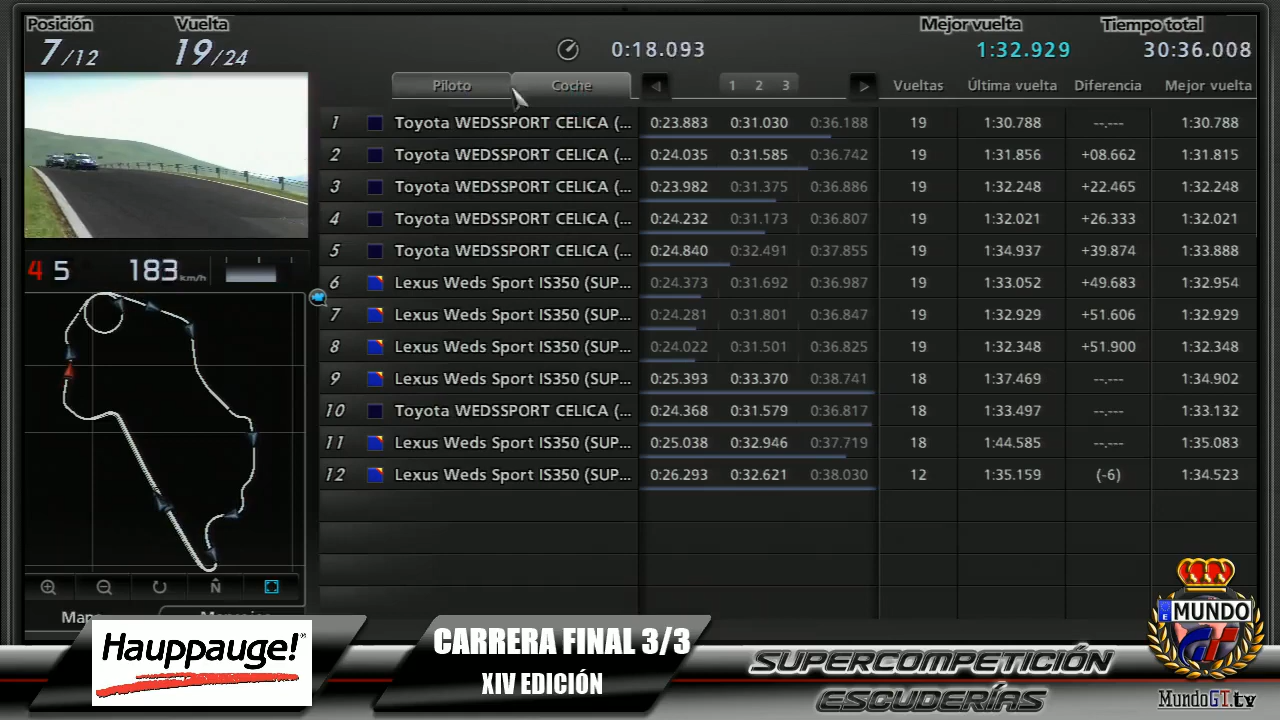 Posición Vuelta Mejor vuelta Tiempo total
7/12 19/24 0:18.093 1:32.929 30:36.008
Piloto Coche 1 2 3 Vueltas Última vuelta Diferencia Mejor vuelta
1 Toyota WEDSSPORT CELICA (... 0:23.883 0:31.030 0:36.188 19 1:30.788 --.--- 1:30.788
2 Toyota WEDSSPORT CELICA (... 0:24.035 0:31.585 0:36.742 19 1:31.856 +08.662 1:31.815
3 Toyota WEDSSPORT CELICA (... 0:23.982 0:31.375 0:36.886 19 1:32.248 +22.465 1:32.248
4 Toyota WEDSSPORT CELICA (... 0:24.232 0:31.173 0:36.807 19 1:32.021 +26.333 1:32.021
5 Toyota WEDSSPORT CELICA (... 0:24.840 0:32.491 0:37.855 19 1:34.937 +39.874 1:33.888
6 Lexus Weds Sport IS350 (SUP... 0:24.373 0:31.692 0:36.987 19 1:33.052 +49.683 1:32.954
7 Lexus Weds Sport IS350 (SUP... 0:24.281 0:31.801 0:36.847 19 1:32.929 +51.606 1:32.929
8 Lexus Weds Sport IS350 (SUP... 0:24.022 0:31.501 0:36.825 19 1:32.348 +51.900 1:32.348
9 Lexus Weds Sport IS350 (SUP... 0:25.393 0:33.370 0:38.741 18 1:37.469 --.--- 1:34.902
10 Toyota WEDSSPORT CELICA (... 0:24.368 0:31.579 0:36.817 18 1:33.497 --.--- 1:33.132
11 Lexus Weds Sport IS350 (SUP... 0:25.038 0:32.946 0:37.719 18 1:44.585 --.--- 1:35.083
12 Lexus Weds Sport IS350 (SUP... 0:26.293 0:32.621 0:38.030 12 1:35.159 (-6) 1:34.523
4 5 183 km/h
N
Hauppauge!®
CARRERA FINAL 3/3
XIV EDICIÓN
SUPERCOMPETICIÓN
ESCUDERÍAS
E MUNDO
GT
MundoGT.tv